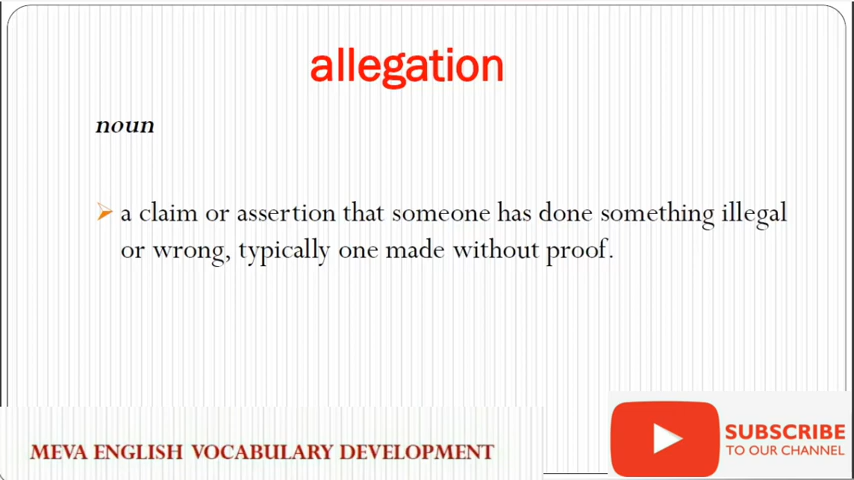 allegation
noun
a claim or assertion that someone has done something illegal
or wrong, typically one made without proof.
MEVA ENGLISH VOCABULARY DEVELOPMENT
SUBSCRIBE
TO OUR CHANNEL